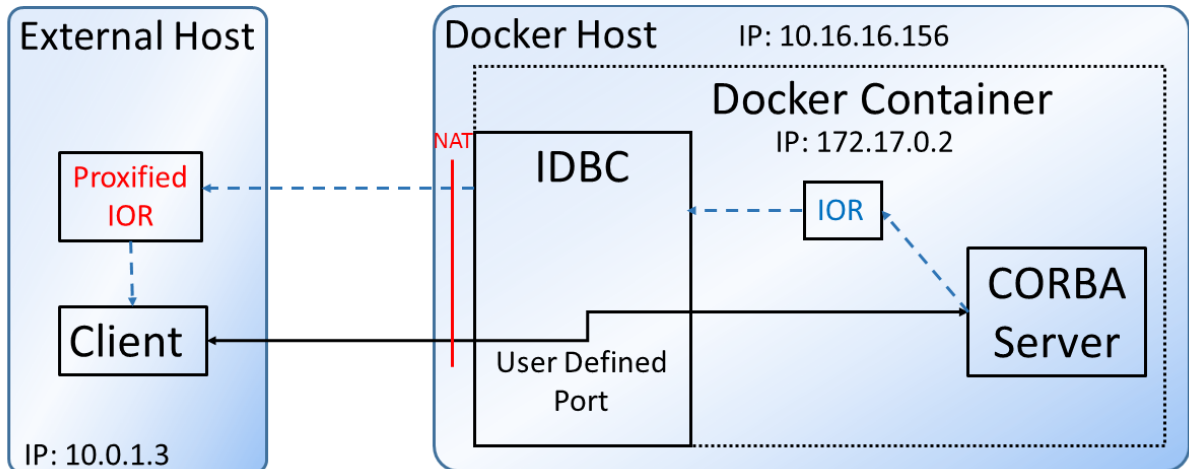 External Host
Proxified
IOR
Client
IP: 10.0.1.3
Docker Host
IP: 10.16.16.156
Docker Container
IP: 172.17.0.2
NAT
IDBC
IOR
CORBA
Server
User Defined
Port